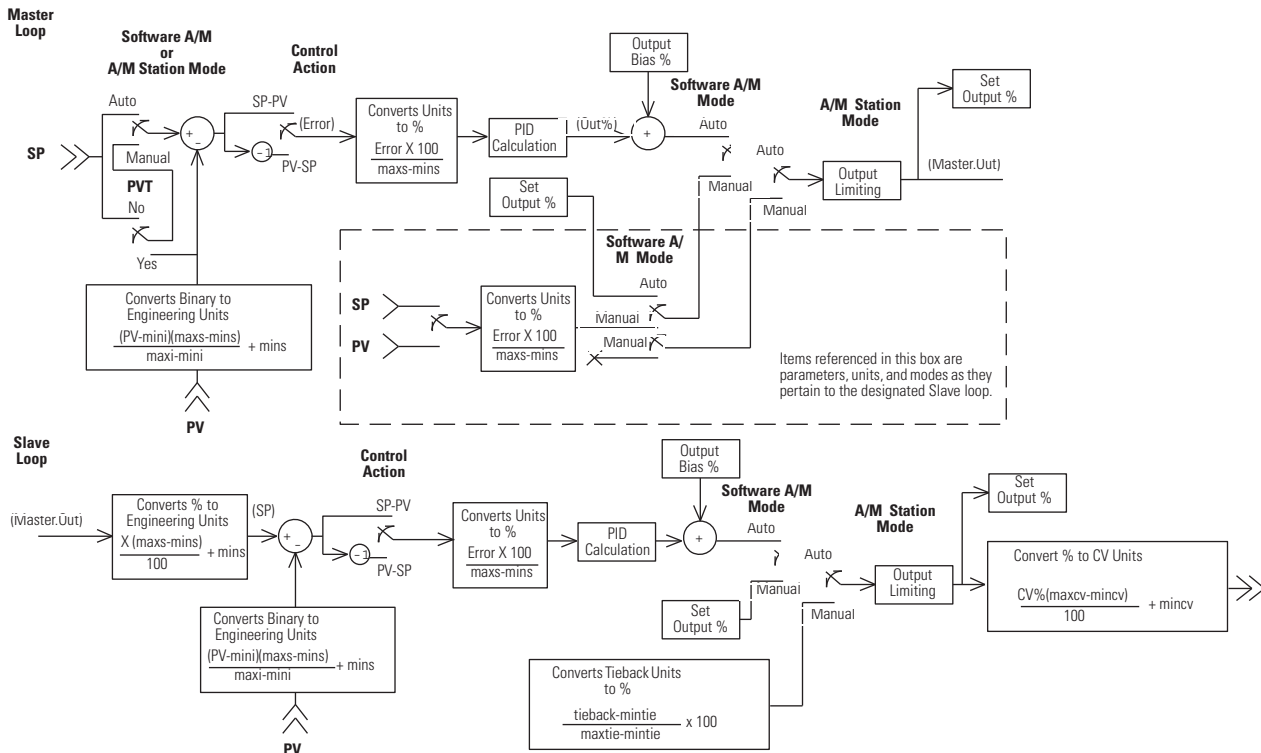 Master
Loop
Software A/M
or
A/M Station Mode
Control
Action
Output
Bias %
Software A/M
Mode
A/M Station
Mode
Set
Output %
Auto
SP-PV
(Error)
Converts Units
to %
Error X 100
maxs-mins
PID
Calculation
(Out%)
+
Auto
Auto
(Master.Out)
SP
+
-
-1
PV-SP
Manual
PVT
No
Yes
Set
Output %
Manual
Manual
Output
Limiting
Software A/
M Mode
Auto
SP
PV
Converts Units
to %
Error X 100
maxs-mins
Manual
Manual
Items referenced in this box are
parameters, units, and modes as they
pertain to the designated Slave loop.
Converts Binary to
Engineering Units
(PV-mini)(maxs-mins)
maxi-mini
+ mins
PV
Slave
Loop
Control
Action
Output
Bias %
Software A/M
Mode
A/M Station
Mode
Set
Output %
(Master.Out)
Converts % to
Engineering Units
X (maxs-mins)
100
+ mins
(SP)
+
-
SP-PV
-1
PV-SP
Converts Units
to %
Error X 100
maxs-mins
PID
Calculation
+
Auto
Auto
Manual
Set
Output %
Manual
Output
Limiting
Convert % to CV Units
CV%(maxcv-mincv)
100
+ mincv
Converts Binary to
Engineering Units
(PV-mini)(maxs-mins)
maxi-mini
+ mins
PV
Converts Tieback Units
to %
tieback-mintie
maxtie-mintie
x 100